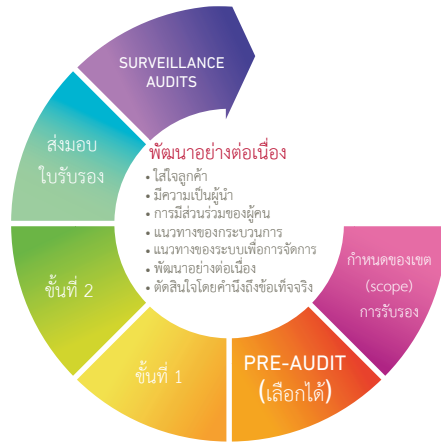 SURVEILLANCE
AUDITS
ส่งมอบ
ใบรับรอง
พัฒนาอย่างต่อเนื่อง
• ใส่ใจลูกค้า
• มีความเป็นผู้นำ
• การมีส่วนร่วมของผู้คน
• แนวทางของกระบวนการ
• แนวทางของระบบเพื่อการจัดการ
• พัฒนาอย่างต่อเนื่อง
• ตัดสินใจโดยคำนึงถึงข้อเท็จจริง
กำหนดของเขต
(scope)
การรับรอง
ขั้นที่ 2
ขั้นที่ 1
PRE-AUDIT
(เลือกได้)